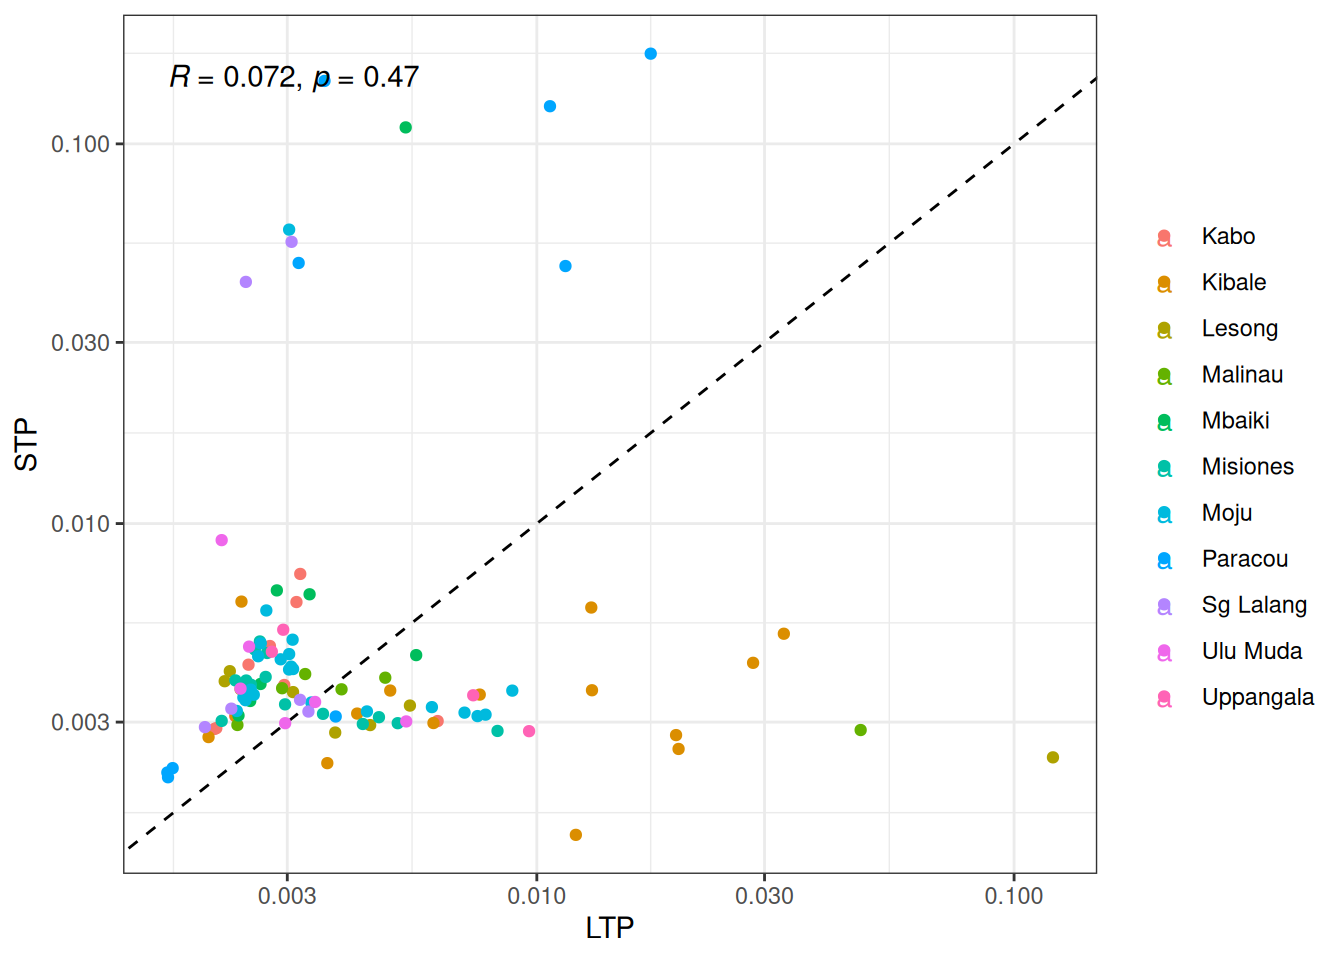 R = 0.072, p = 0.47
0.100
0.030
0.010
0.003
STP
0.003 0.010 0.030 0.100
LTP
a Kabo
a Kibale
a Lesong
a Malinau
a Mbaiki
a Misiones
a Moju
a Paracou
a Sg Lalang
a Ulu Muda
a Uppangala